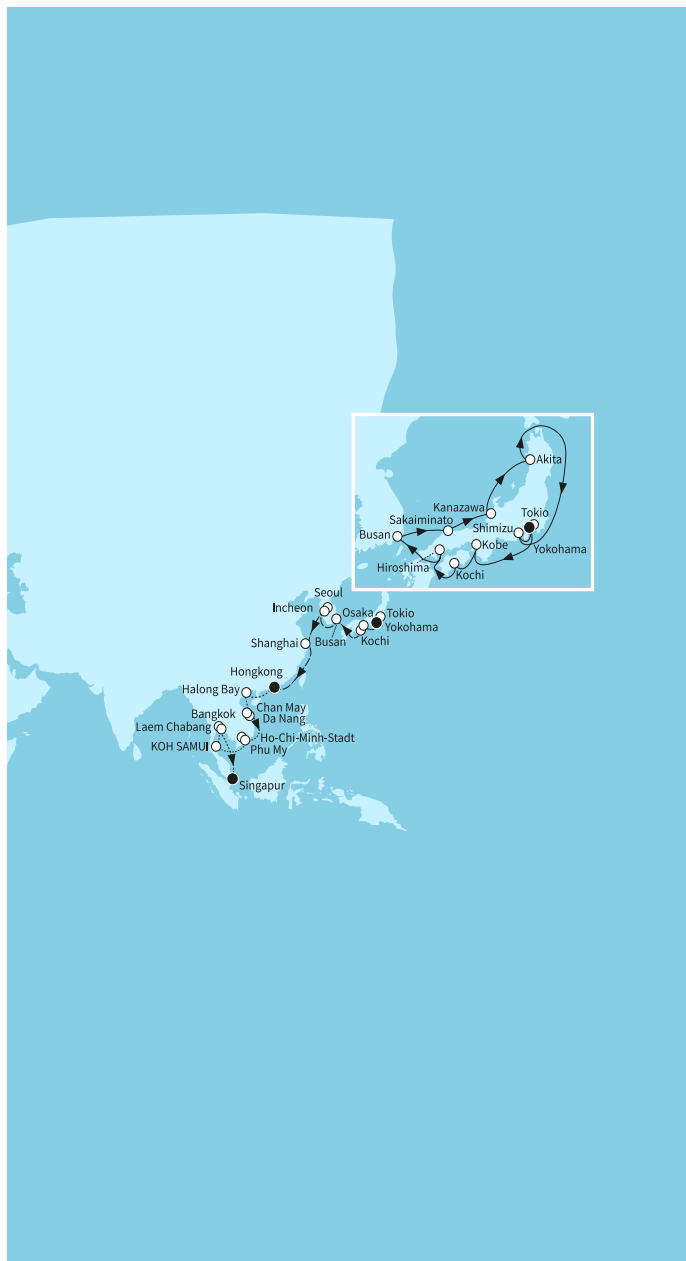 Akita
Kanazawa
Tokio
Sakaiminato
Shimizu
Busan
Kobe
Yokohama
Hiroshima
Kochi
Seoul
Incheon
Osaka
Tokio
Yokohama
Shanghai
Busan
Kochi
Hongkong
Halong Bay
Chan May
Bangkok
Da Nang
Laem Chabang
Ho-Chi-Minh-Stadt
KOH SAMUI
Phu My
Singapur